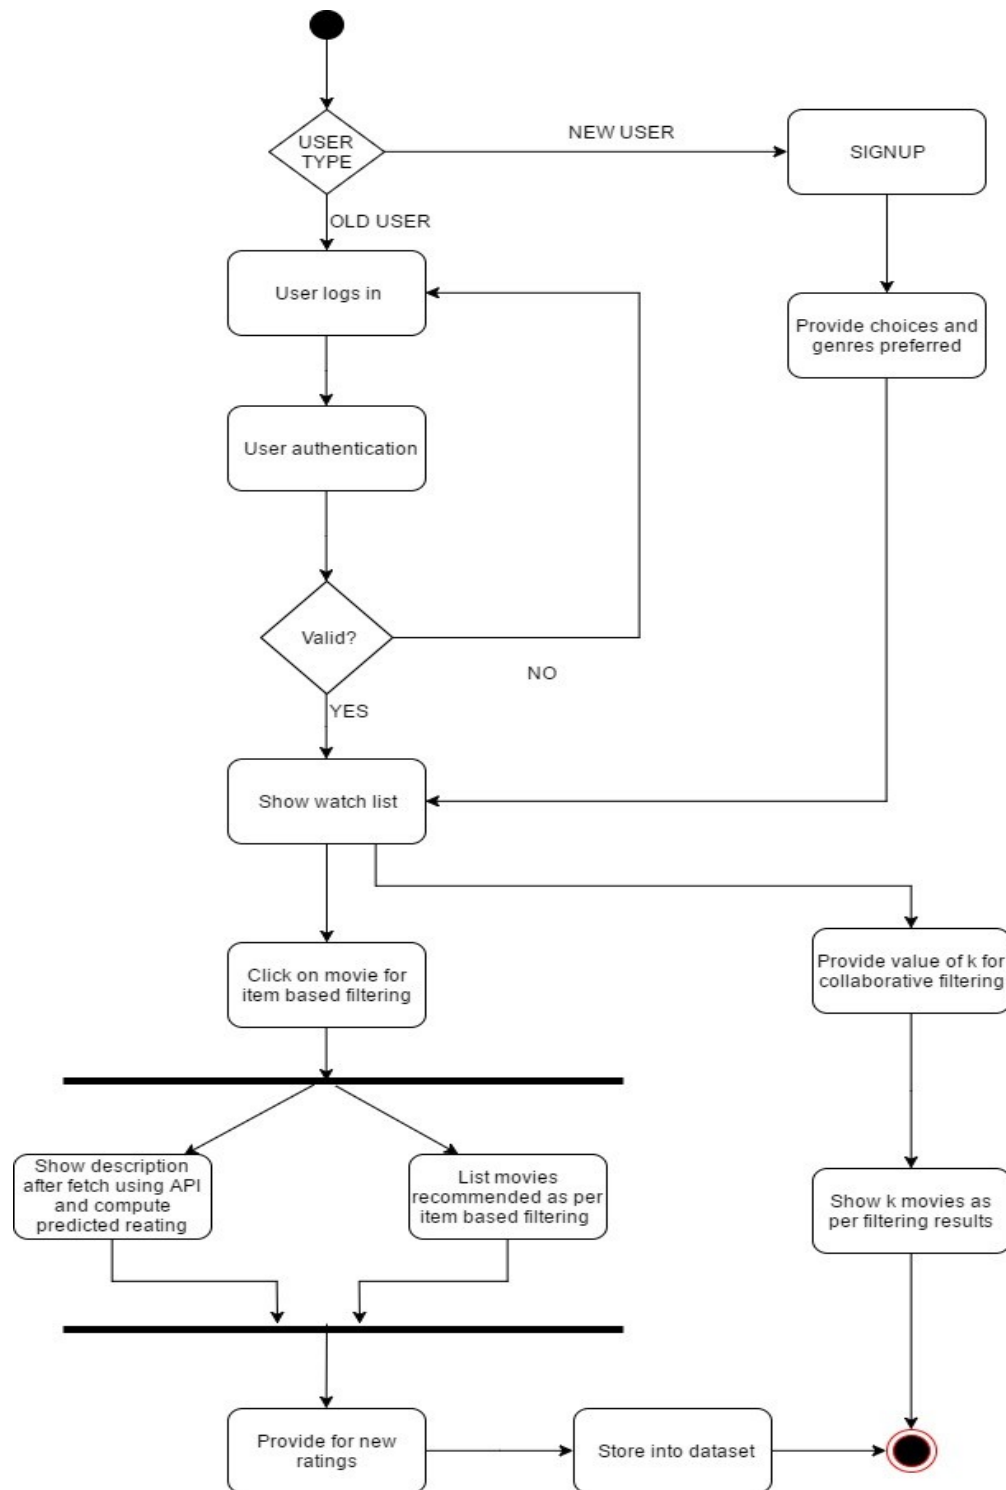 USER
TYPE
NEW USER
SIGNUP
OLD USER
User logs in
Provide choices and
genres preferred
User authentication
Valid?
NO
YES
Show watch list
Click on movie for
item based filtering
Provide value of k for
collaborative filtering
Show description
after fetch using API
and compute
predicted reating
List movies
recommended as per
item based filtering
Show k movies as
per filtering results
Provide for new
ratings
Store into dataset